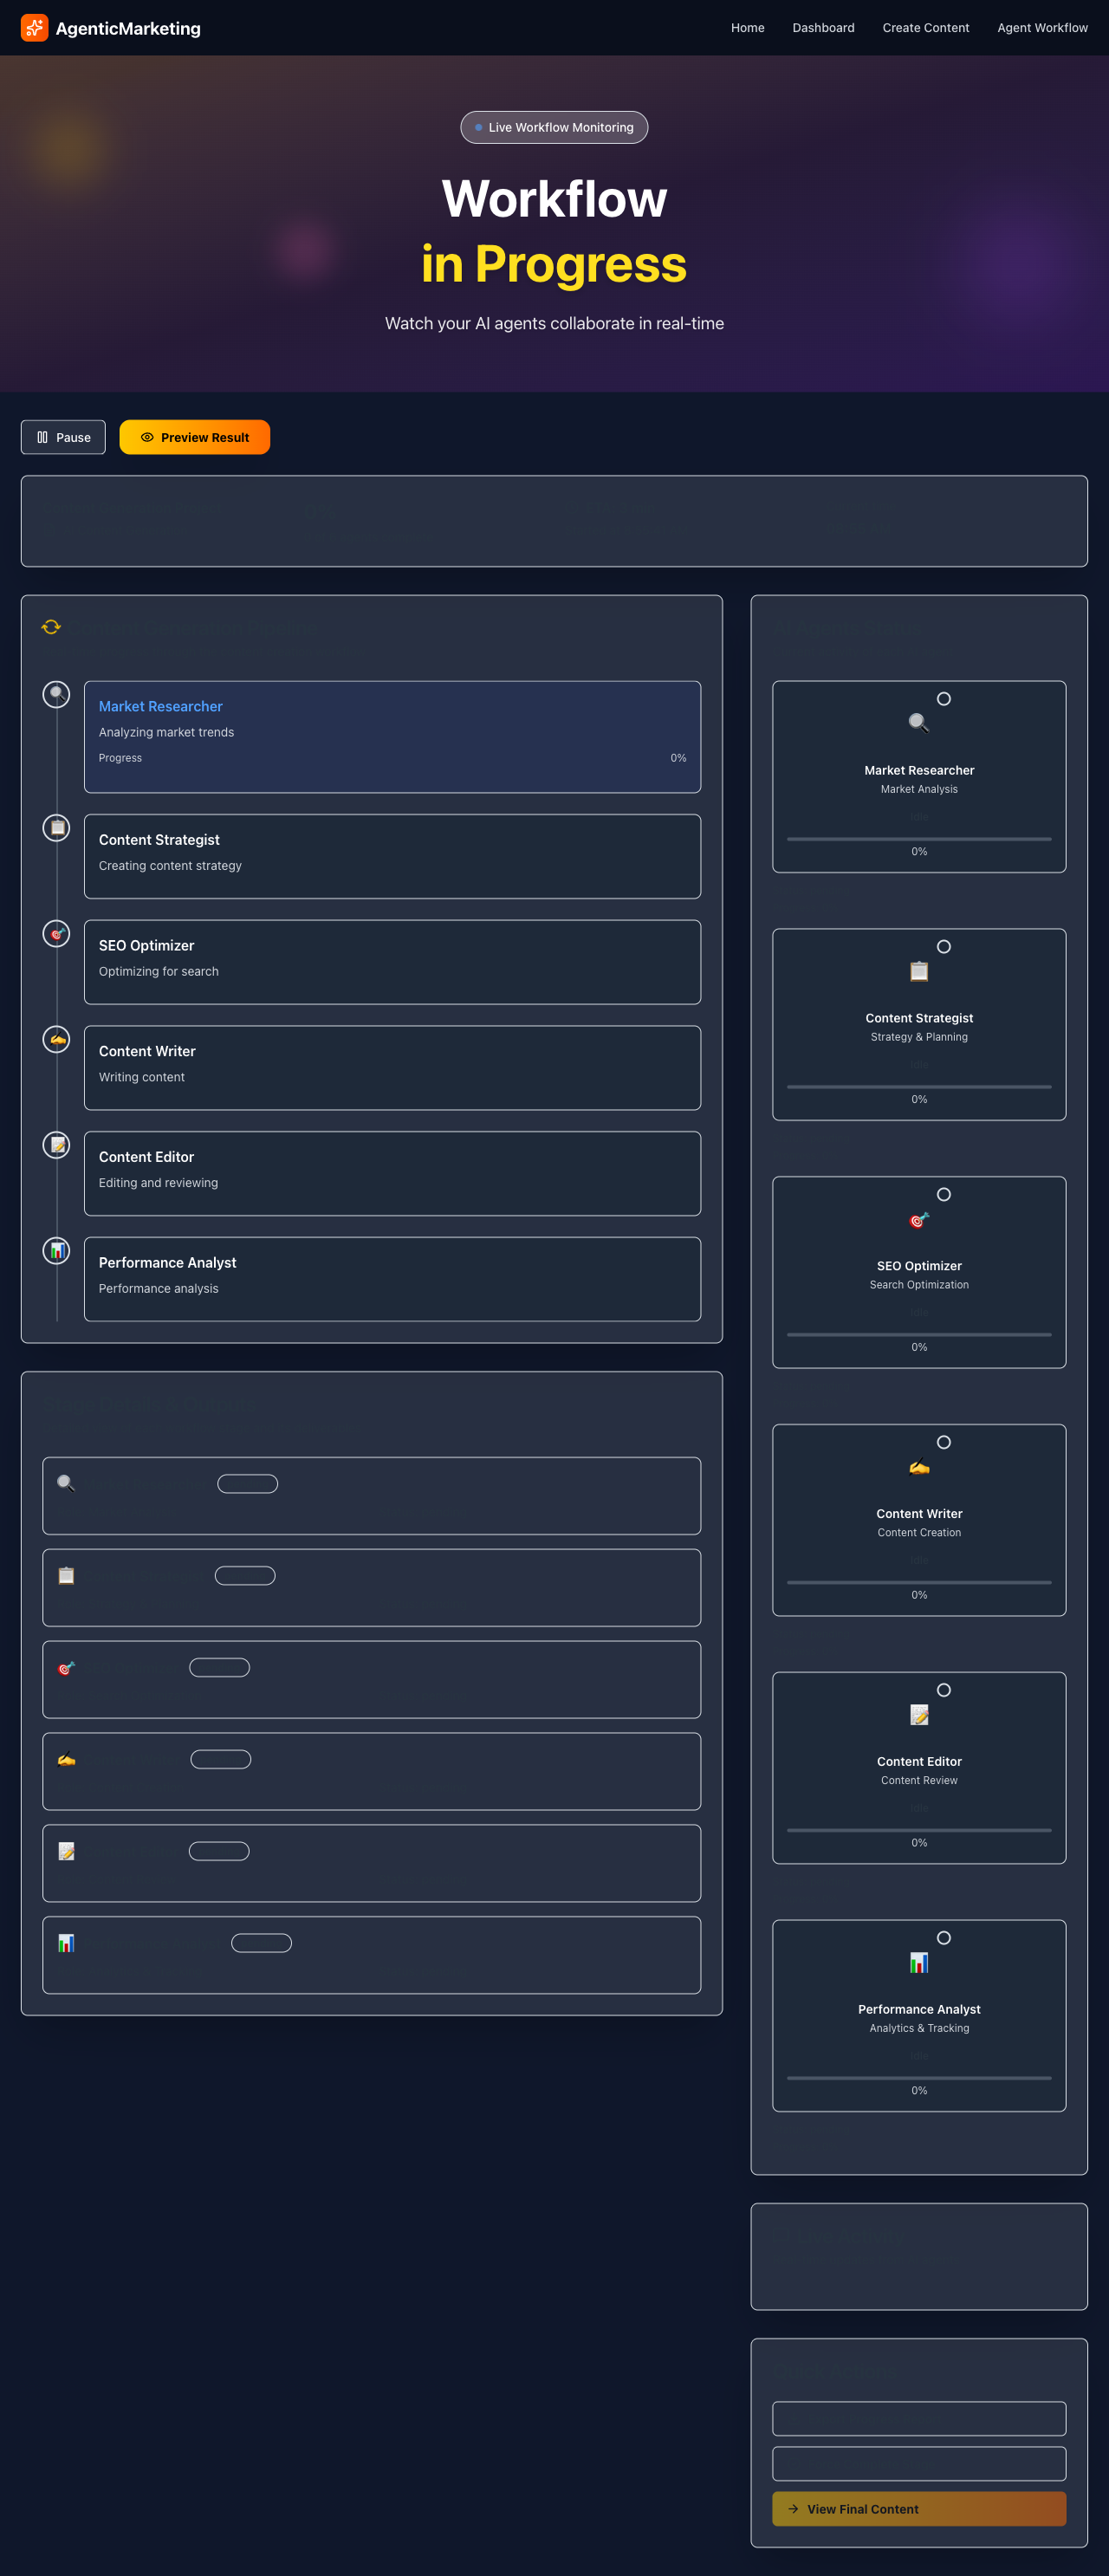 AgenticMarketing
Home
Dashboard
Create Content
Agent Workflow
Live Workflow Monitoring
Workflow
in Progress
Watch your AI agents collaborate in real-time
Pause
Preview Result
Market Researcher
Analyzing market trends
Progress
0%
Content Strategist
Creating content strategy
SEO Optimizer
Optimizing for search
Content Writer
Writing content
Content Editor
Editing and reviewing
Performance Analyst
Performance analysis
Market Researcher
Market Analysis
0%
Content Strategist
Strategy & Planning
0%
SEO Optimizer
Search Optimization
0%
Content Writer
Content Creation
0%
Content Editor
Content Review
0%
Performance Analyst
Analytics & Tracking
0%
View Final Content